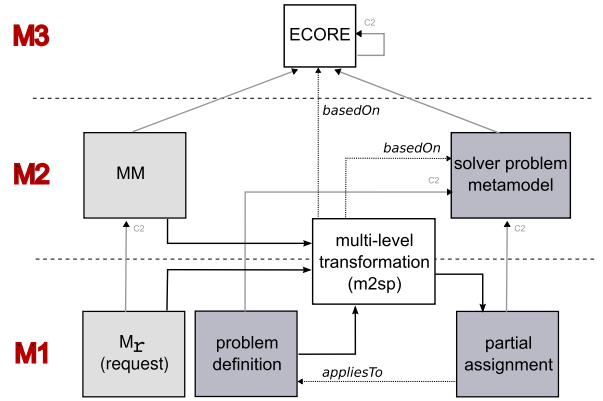 M3
ECORE
C2
basedOn
M2
MM
basedOn
solver problem
metamodel
C2
C2
C2
multi-level
transformation
(m2sp)
M1
Mr
(request)
problem
definition
partial
assignment
appliesTo